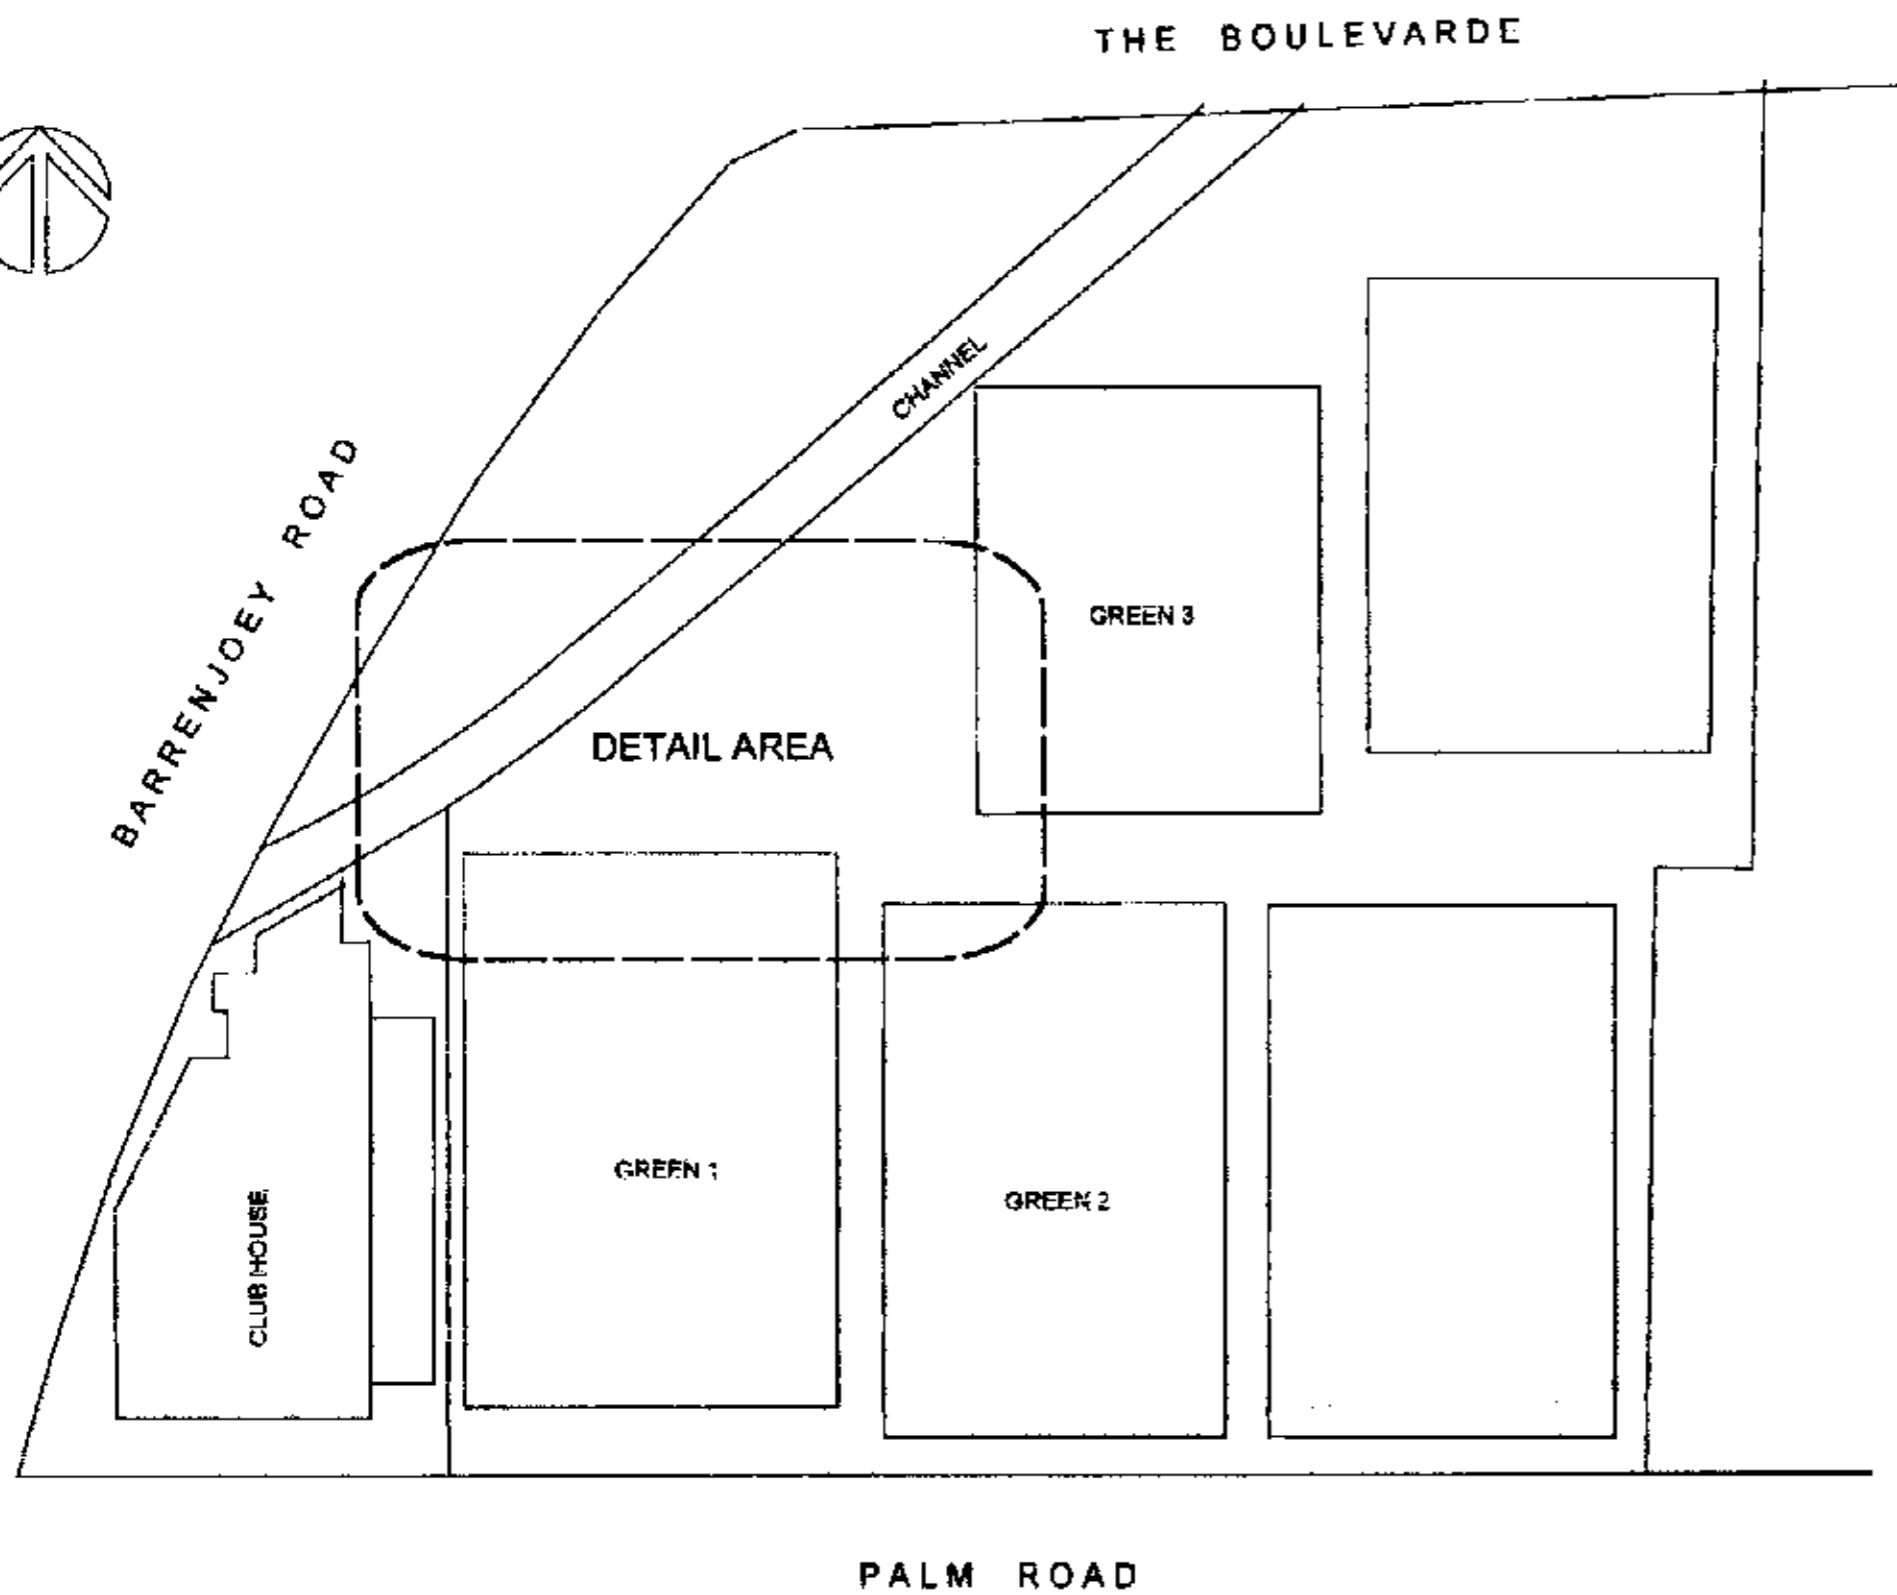 THE BOULEVARDE
CHANNEL
BARRENJOEY ROAD
GREEN 3
DETAIL AREA
GREEN 1
GREEN 2
CLUB HOUSE
PALM ROAD